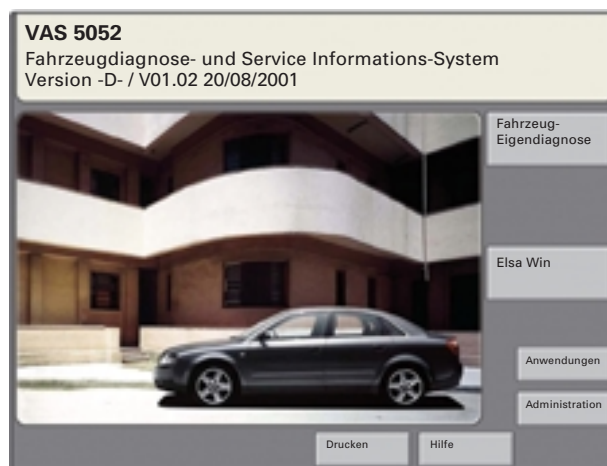 VAS 5052
Fahrzeugdiagnose- und Service Informations-System
Version -D- / V01.02 20/08/2001
Fahrzeug-
Eigendiagnose
Elsa Win
Anwendungen
Administration
Drucken
Hilfe